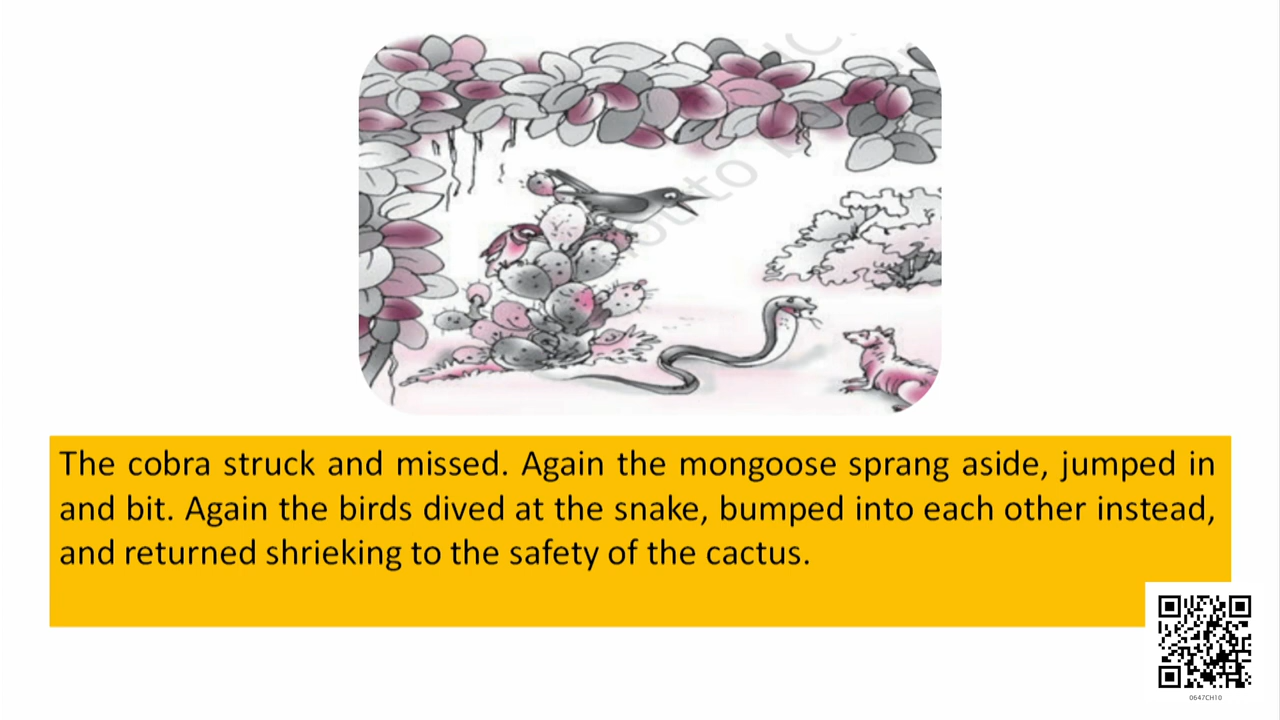 The cobra struck and missed. Again the mongoose sprang aside, jumped in
and bit. Again the birds dived at the snake, bumped into each other instead,
and returned shrieking to the safety of the cactus.
0647CH10